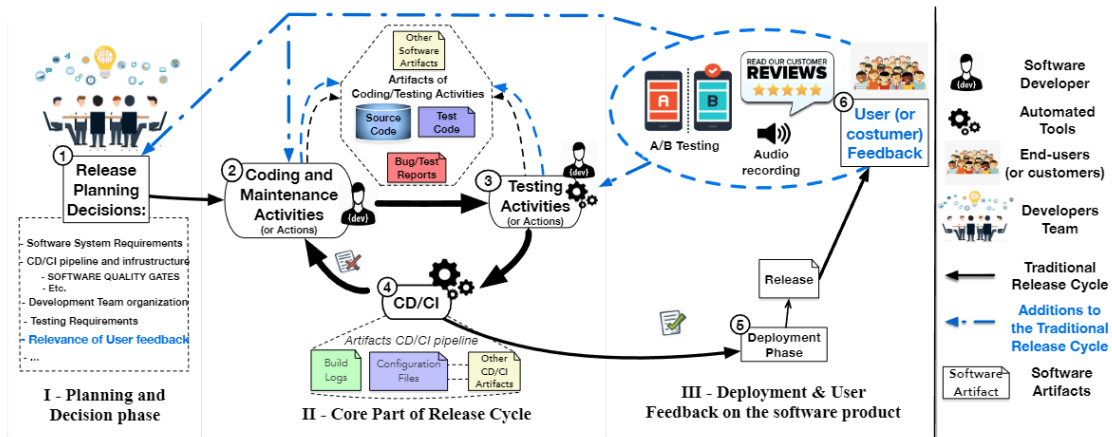 1
Release
Planning
Decisions:
- Software System Requirements
- CD/CI pipeline and infrustructure
- SOFTWARE QUALITY GATES
- Etc.
- Development Team organization
- Testing Requirements
- Relevance of User feedback
- ...
I - Planning and
Decision phase
Other
Software
Artifacts
Artifacts of
Coding/Testing Activities
Source
Code
Test
Code
Bug/Test
Reports
2
Coding and
Maintenance
Activities
(or Actions)
{dev}
3
Testing
Activities
(or Actions)
{dev}
4
CD/CI
Artifacts CD/CI pipeline
Build
Logs
Configuration
Files
Other
CD/CI
Artifacts
II - Core Part of Release Cycle
A
B
A/B Testing
READ OUR CUSTOMER
REVIEWS
Audio
recording
6
User (or
costumer)
Feedback
Release
5
Deployment
Phase
III - Deployment & User
Feedback on the software product
{dev}
Software
Developer
Automated
Tools
End-users
(or customers)
Developers
Team
Traditional
Release Cycle
Additions to
the Traditional
Release Cycle
Software
Artifact
Software
Artifacts